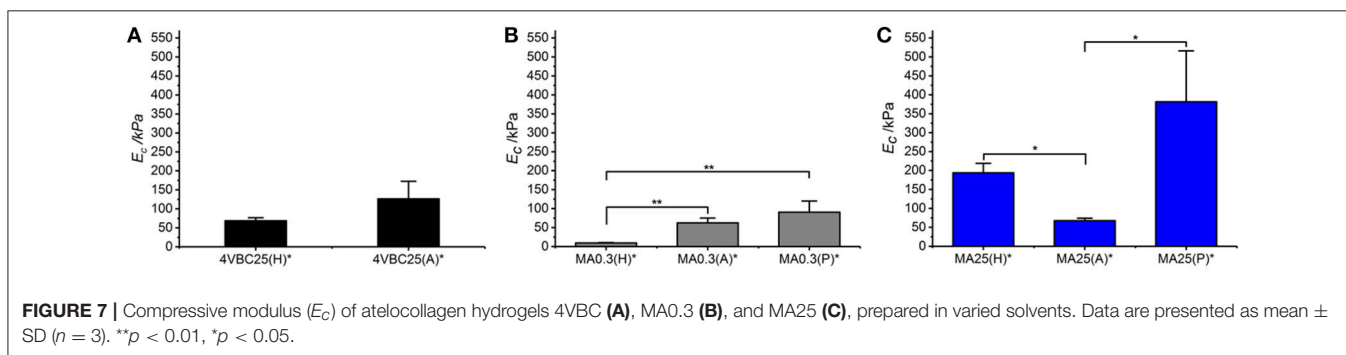 A
550
500
450
400
350
300
250
200
150
100
50
0
E_c /kPa
4VBC25(H)*
4VBC25(A)*
B
550
500
450
400
350
300
250
200
150
100
50
0
E_c /kPa
**
**
MA0.3(H)*
MA0.3(A)*
MA0.3(P)*
C
550
500
450
400
350
300
250
200
150
100
50
0
E_c /kPa
*
*
MA25(H)*
MA25(A)*
MA25(P)*
FIGURE 7 | Compressive modulus (E_C) of atelocollagen hydrogels 4VBC (A), MA0.3 (B), and MA25 (C), prepared in varied solvents. Data are presented as mean ±
SD (n = 3). **p < 0.01, *p < 0.05.